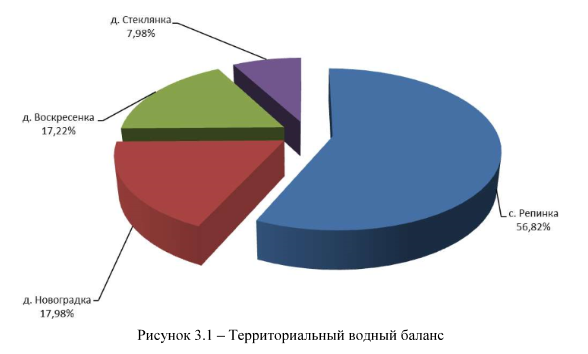 д. Стеклянка
7,98%
д. Воскресенка
17,22%
с. Репинка
56,82%
д. Новоградка
17,98%
Рисунок 3.1 – Территориальный водный баланс